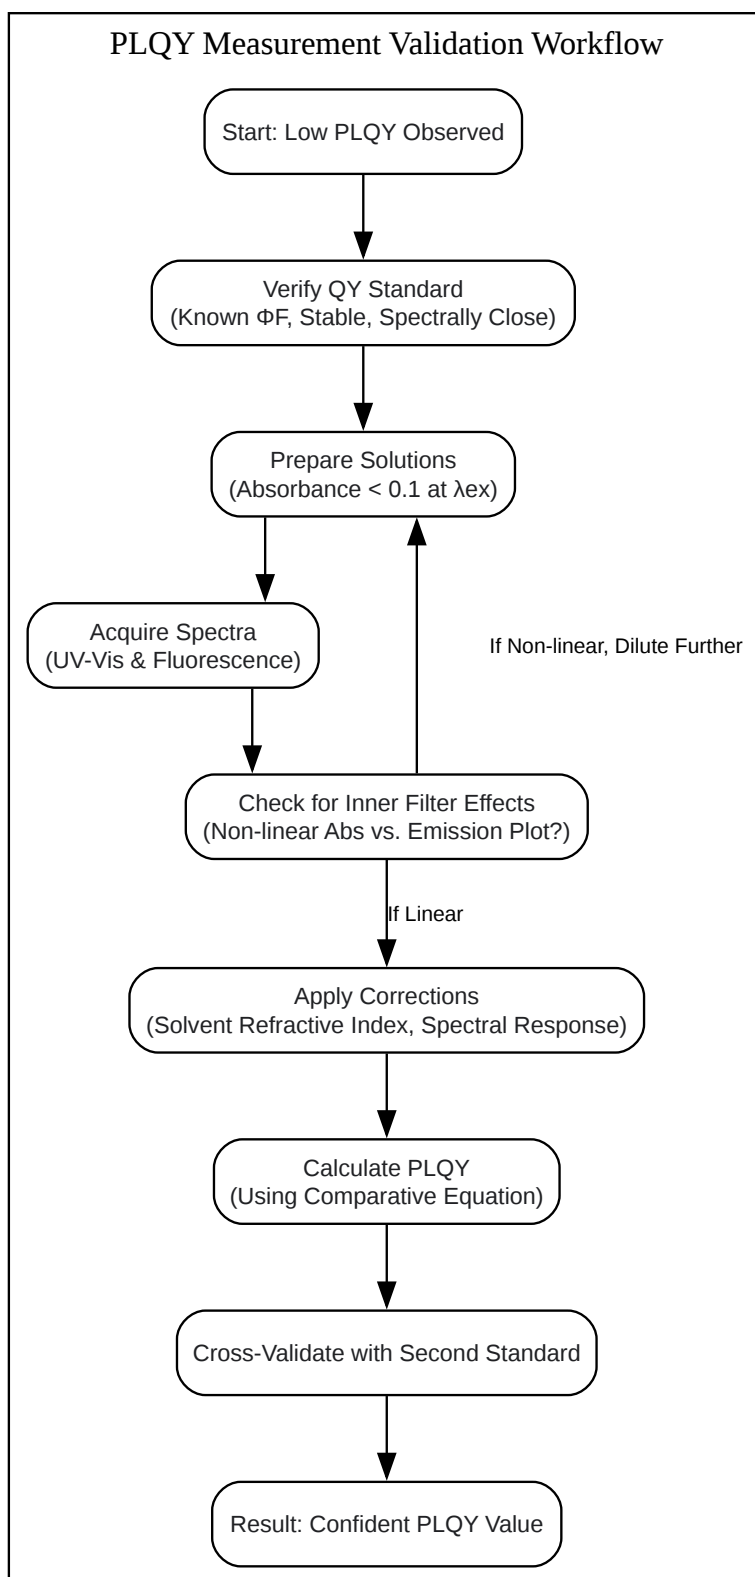 PLQY Measurement Validation Workflow
Start: Low PLQY Observed
Verify QY Standard
(Known ΦF, Stable, Spectrally Close)
Prepare Solutions
(Absorbance < 0.1 at λex)
Acquire Spectra
(UV-Vis & Fluorescence)
If Non-linear, Dilute Further
Check for Inner Filter Effects
(Non-linear Abs vs. Emission Plot?)
If Linear
Apply Corrections
(Solvent Refractive Index, Spectral Response)
Calculate PLQY
(Using Comparative Equation)
Cross-Validate with Second Standard
Result: Confident PLQY Value